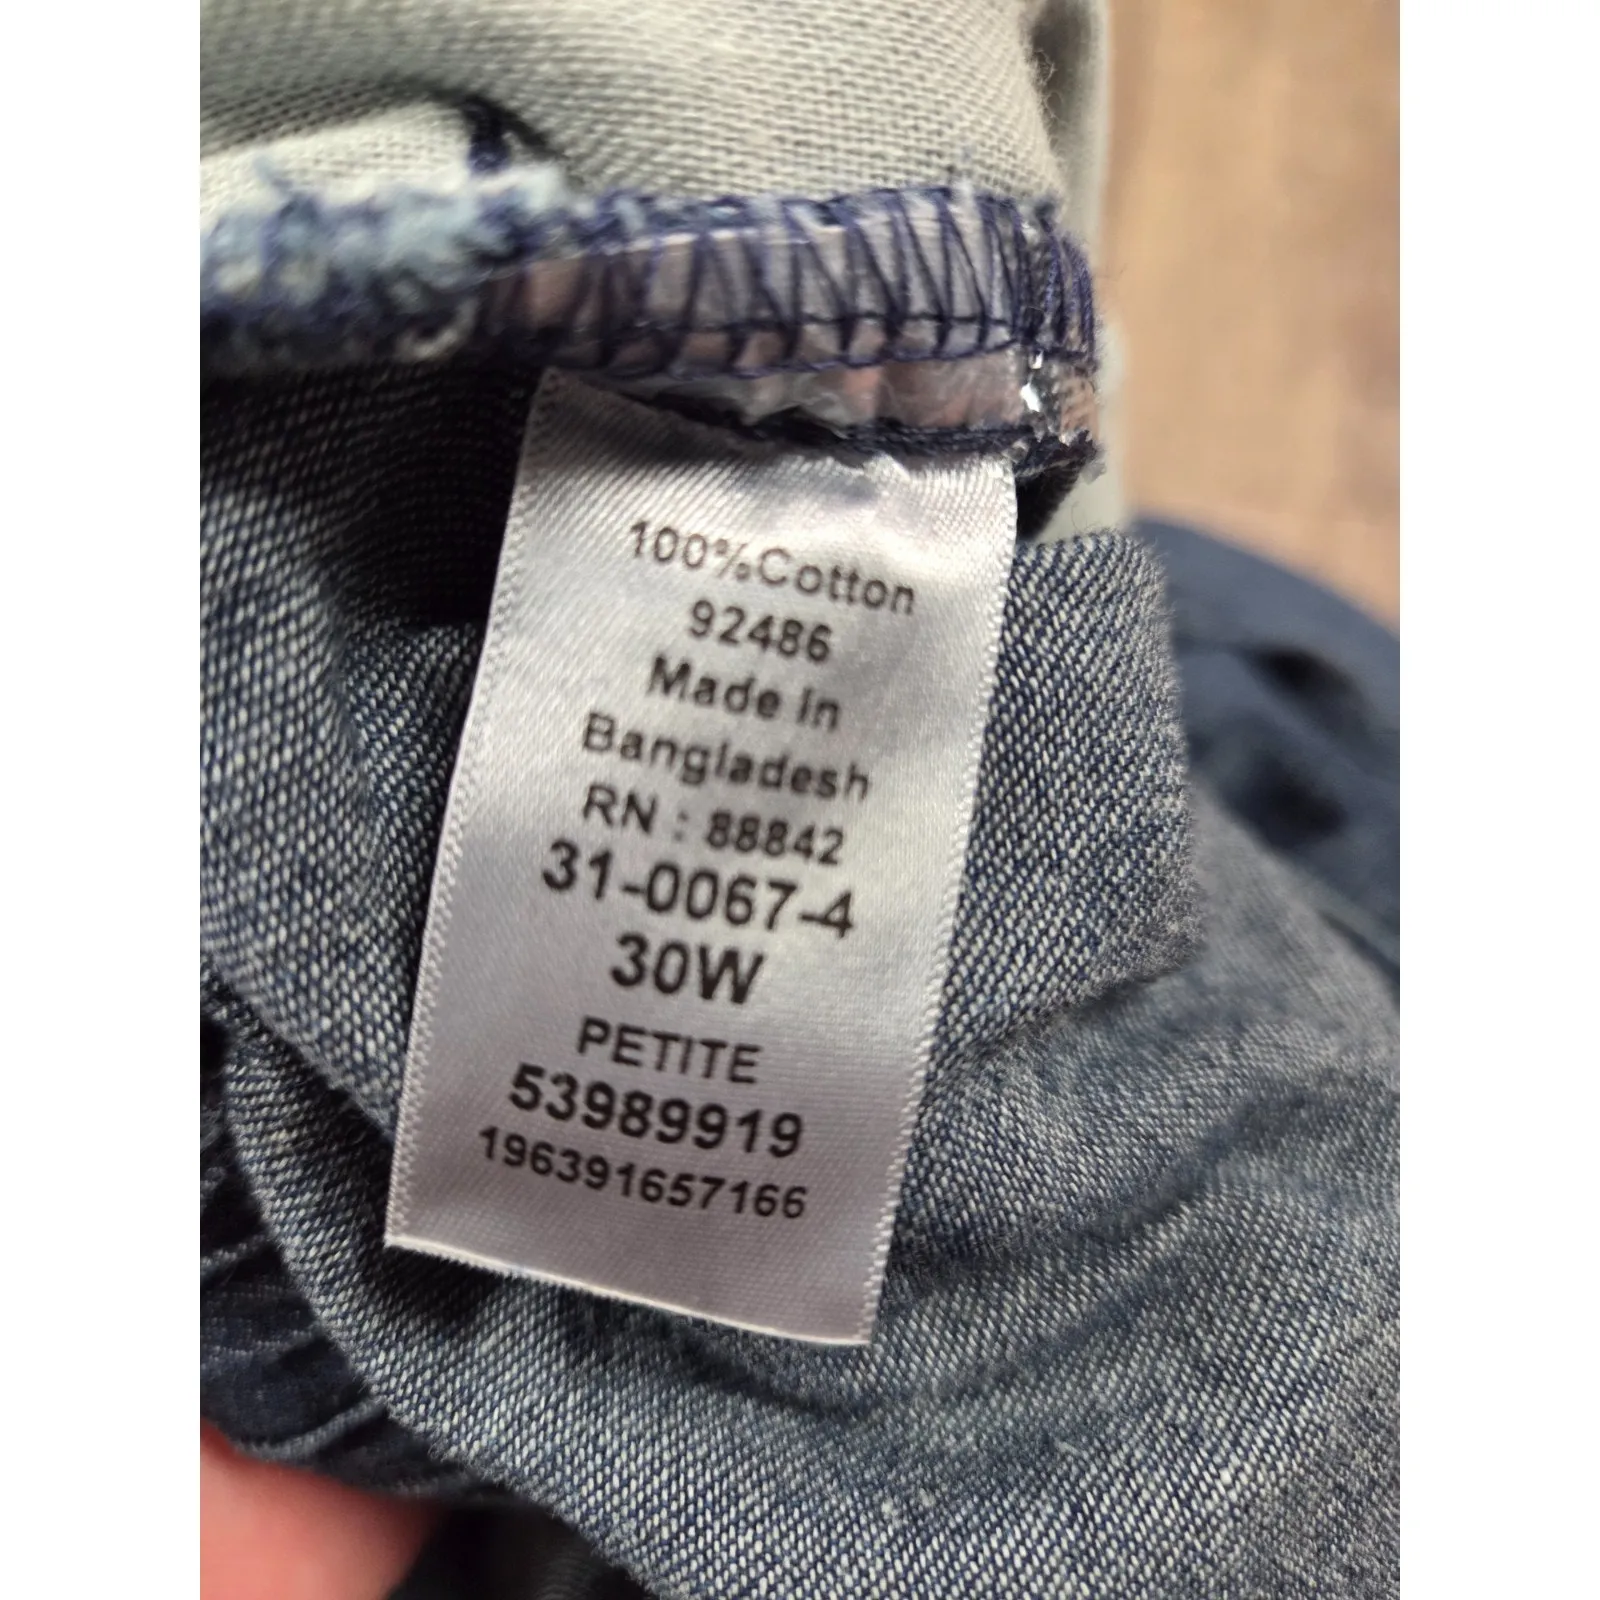 100%Cotton
92486
Made in
Bangladesh
RN : 88842
31-0067-4
30W
PETITE
53989919
196391657166